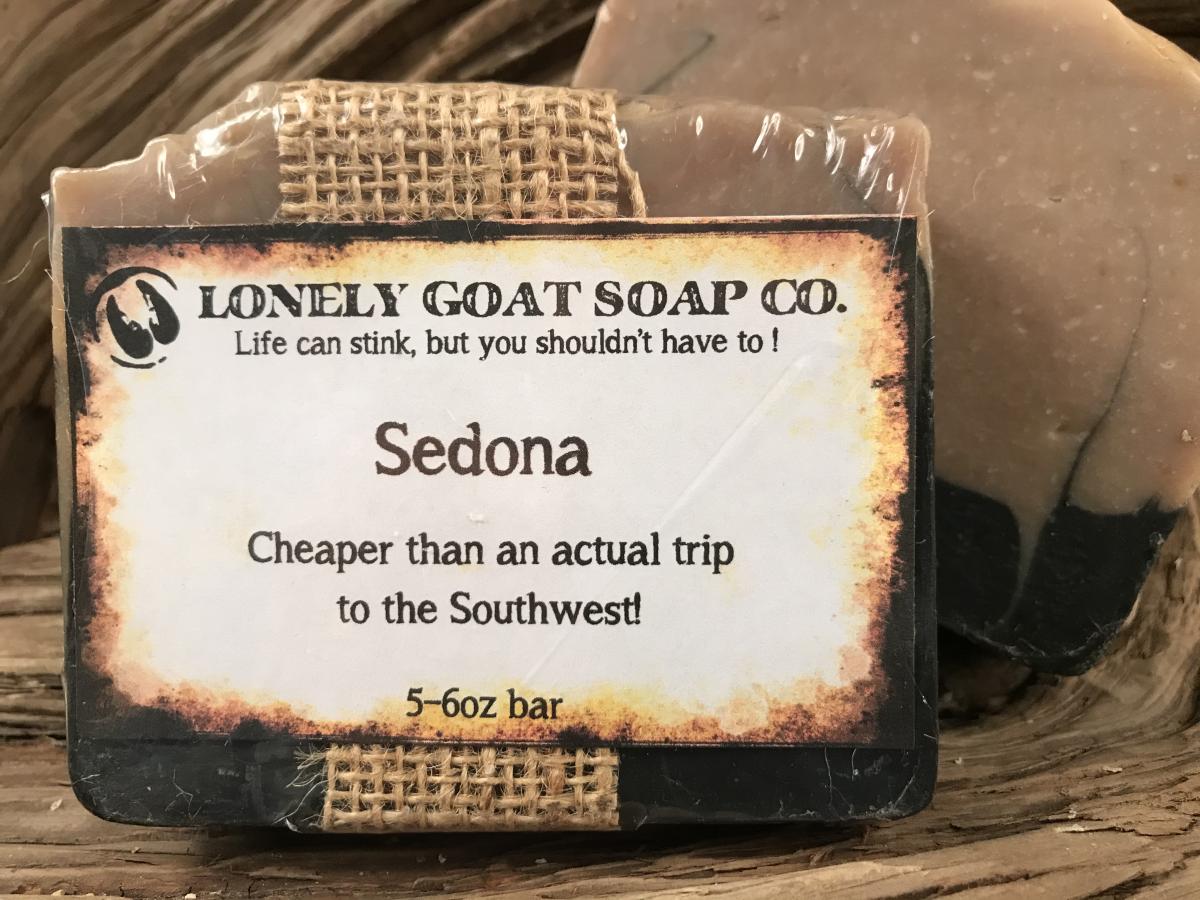 LONELY GOAT SOAP CO.
Life can stink, but you shouldn't have to !
Sedona
Cheaper than an actual trip
to the Southwest!
5-6oz bar